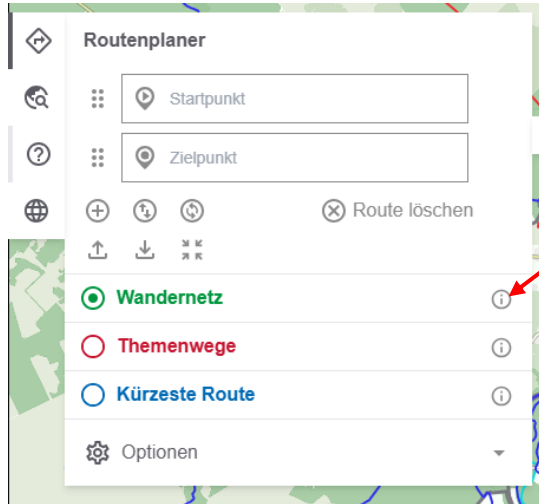 Routenplaner
Startpunkt
Zielpunkt
Route löschen
Wandernetz
Themenwege
Kürzeste Route
Optionen